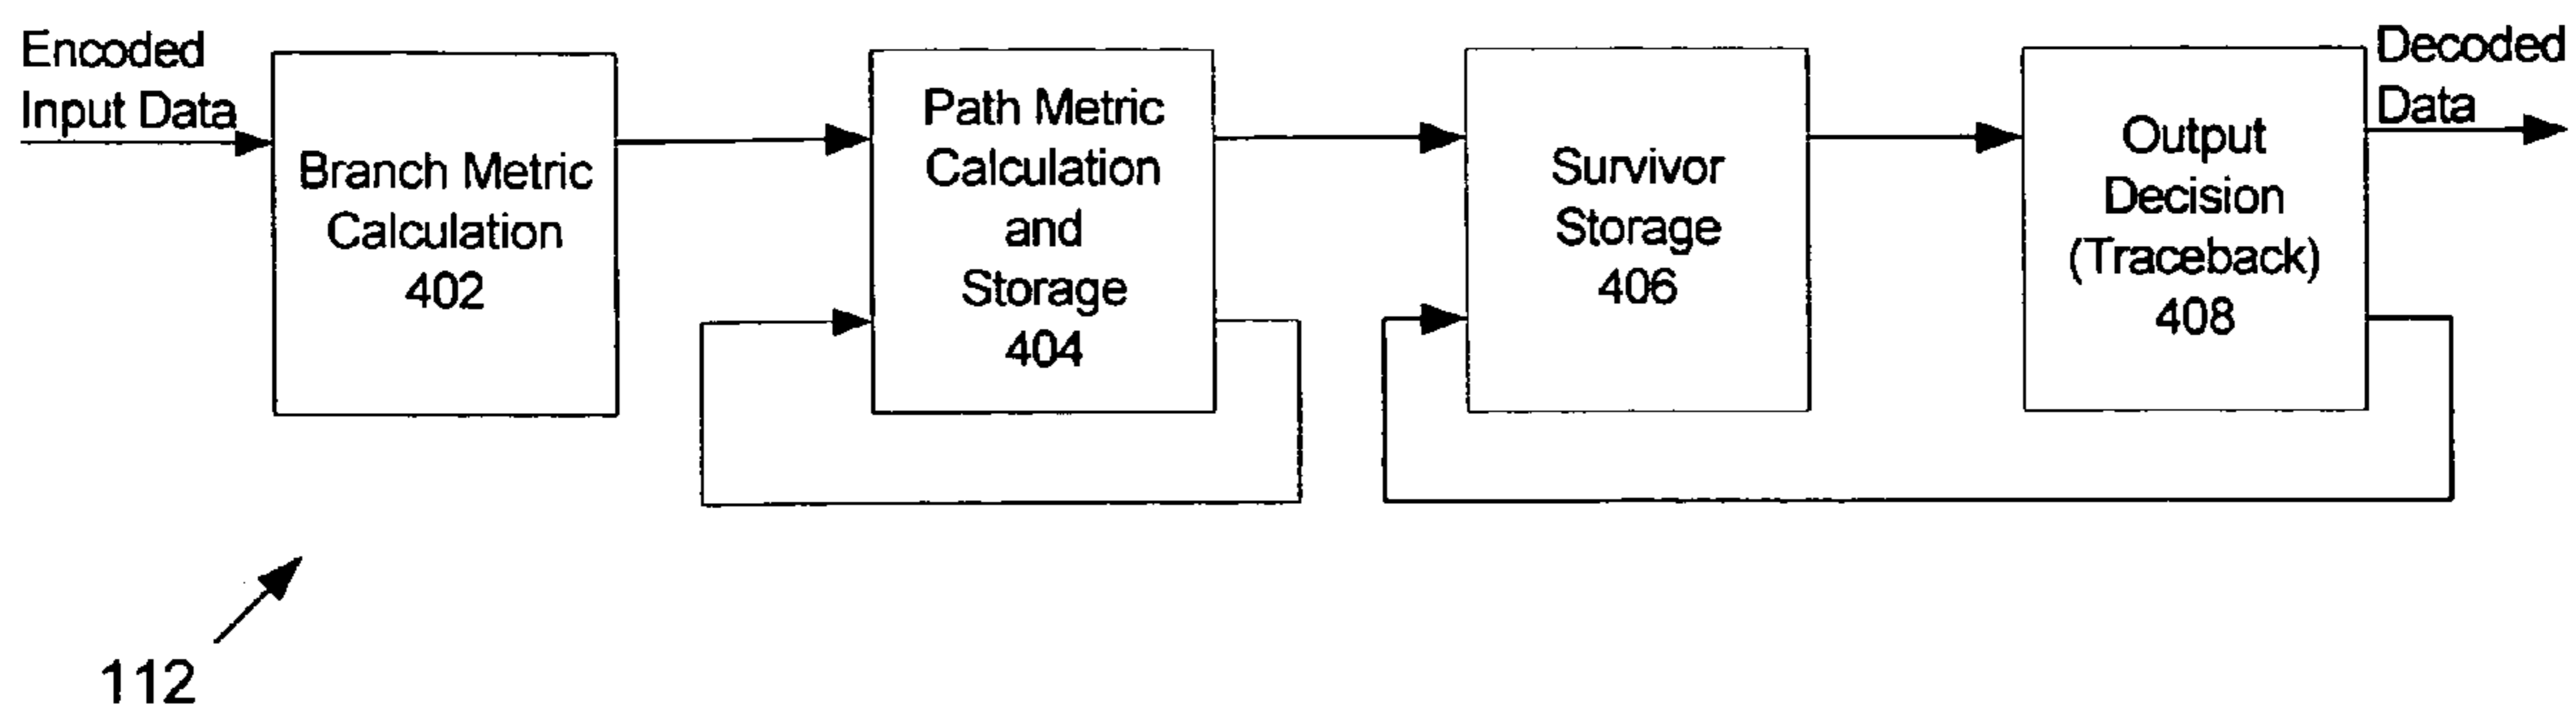 Encoded
Input Data
Branch Metric
Calculation
402
Path Metric
Calculation
and
Storage
404
Survivor
Storage
406
Output
Decision
(Traceback)
408
Decoded
Data
112